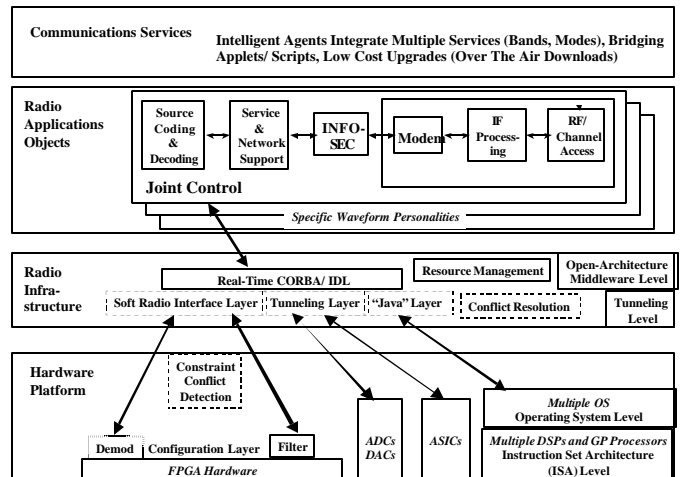 Communications Services
Intelligent Agents Integrate Multiple Services (Bands, Modes), Bridging
Applets/ Scripts, Low Cost Upgrades (Over The Air Downloads)
Radio
Applications
Objects
Source
Coding
&
Decoding
Service
&
Network
Support
INFO-
SEC
Modem
IF
Process-
ing
RF/
Channel
Access
Joint Control
Specific Waveform Personalities
Radio
Infra-
structure
Real-Time CORBA/ IDL
Resource Management
Open-Architecture
Middleware Level
Soft Radio Interface Layer
Tunneling Layer
“Java” Layer
Conflict Resolution
Tunneling
Level
Hardware
Platform
Constraint
Conflict
Detection
Demod
Configuration Layer
Filter
FPGA Hardware
ADCs
DACs
ASICs
Multiple OS
Operating System Level
Multiple DSPs and GP Processors
Instruction Set Architecture
(ISA) Level